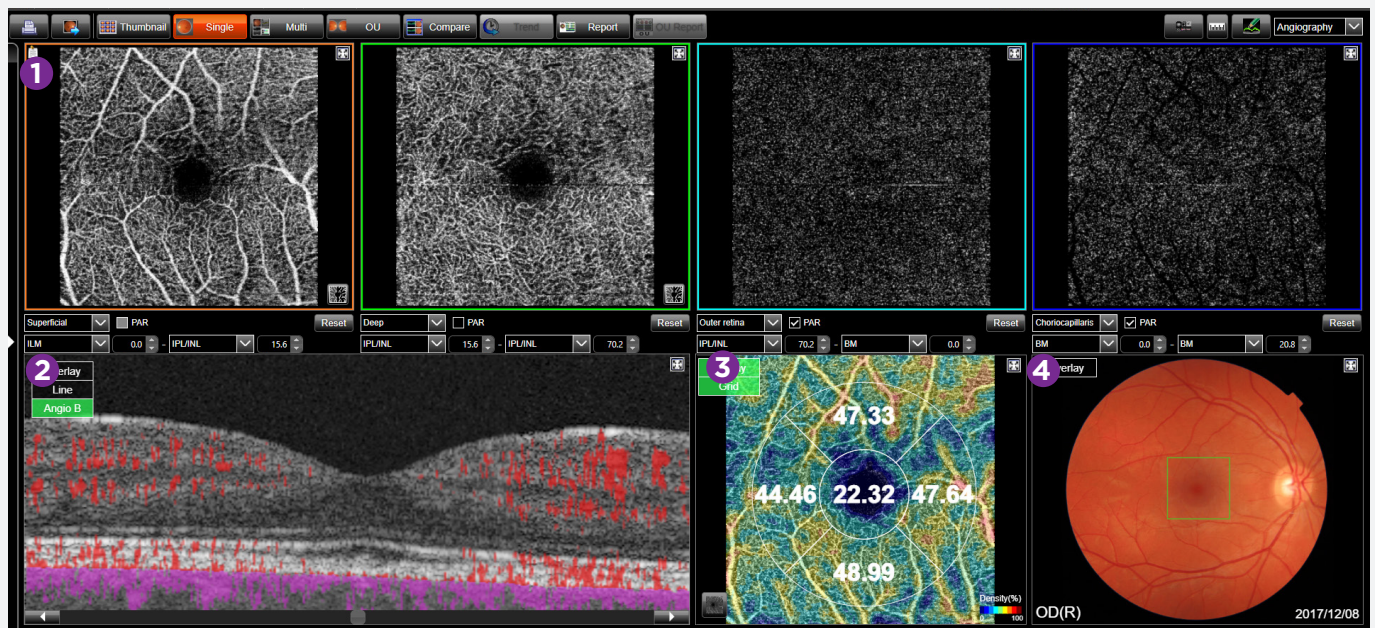 Thumbnail Single Multi OU Compare Trend Report OU Report Angiography
1
Superficial PAR Reset
ILM 0.0 - IPL/INL 15.6
Deep PAR Reset
IPL/INL 15.6 - IPL/INL 70.2
Outer retina PAR Reset
IPL/INL 70.2 - BM 0.0
Choriocapillaris PAR Reset
BM 0.0 - BM 20.8
2
erlay
Line
Angio B
3
Grid
47.33
44.46 22.32 47.64
48.99
Density(%)
0 100
4
erlay
OD(R) 2017/12/08